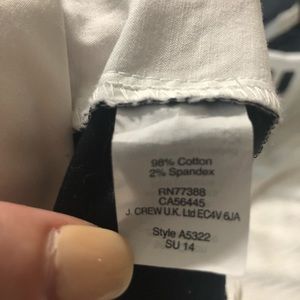 98% Cotton
2% Spandex
RN77388
CA56445
J. CREW U.K. Ltd EC4V 6JA
Style A5322
SU 14